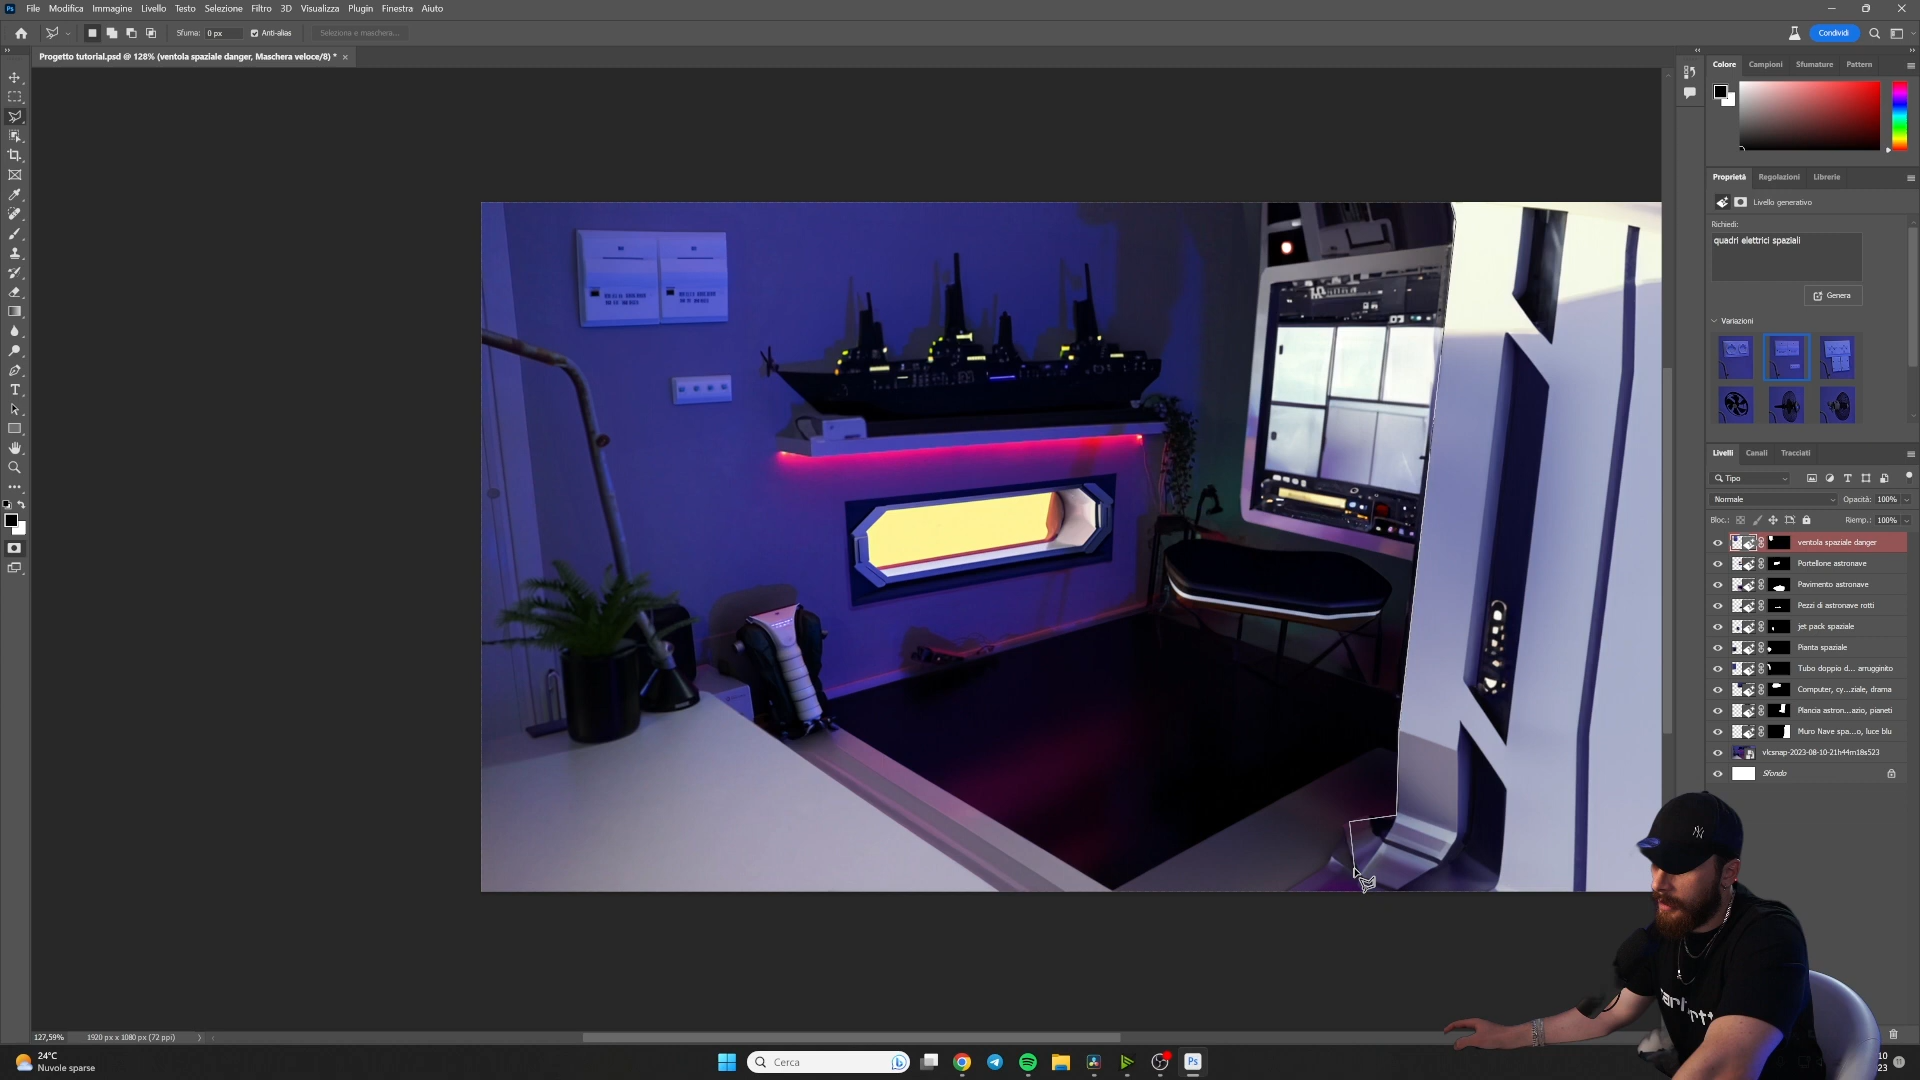 File Modifica Immagine Livello Testo Selezione Filtro 3D Visualizza Plugin Finestra Aiuto
Sfuma: 0 px Anti-alias Seleziona e maschera... Condividi
Progetto tutorial.psd @ 128% (ventola spaziale danger, Maschera veloce/8) *
Colore Campioni Sfumature Pattern
Proprietà Regolazioni Librerie
Livello generativo
Richiedi:
quadri elettrici spaziali
Genera
Variazioni
Livelli Canali Tracciati
Tipo
Normale Opacità: 100%
Bloc.: Riemp.: 100%
ventola spaziale danger
Portellone astronave
Pavimento astronave
Pezzi di astronave rotti
jet pack spaziale
Pianta spaziale
Tubo doppio d... arrugginito
Computer, cy...ziale, drama
Plancia astron...azio, pianeti
Muro Nave spa...o, luce blu
vlcsnap-2023-08-10-21h44m18s523
Sfondo
127,59% 1920 px x 1080 px (72 ppi)
24°C
Nuvole sparse
Cerca
Ps